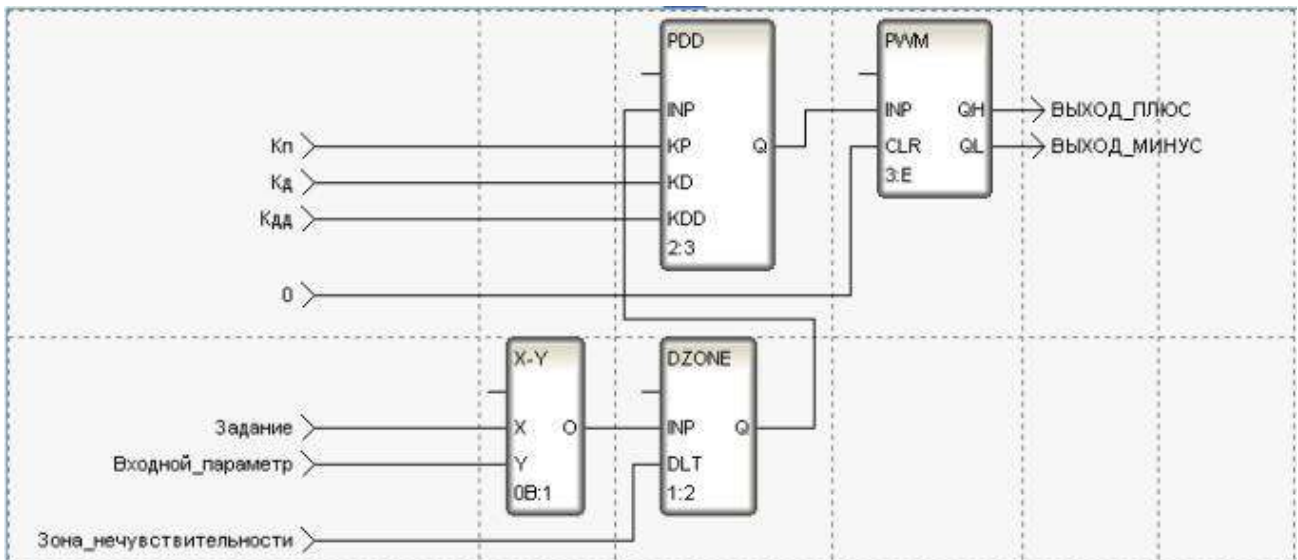 PDD
PWM
INP
INP
QH
ВЫХОД_ПЛЮС
Кп
KP
Q
CLR
QL
ВЫХОД_МИНУС
Кд
KD
3:E
Кдд
KDD
2:3
0
X-Y
DZONE
Задание
X
O
INP
Q
Входной_параметр
Y
DLT
0B:1
1:2
Зона_нечувствительности